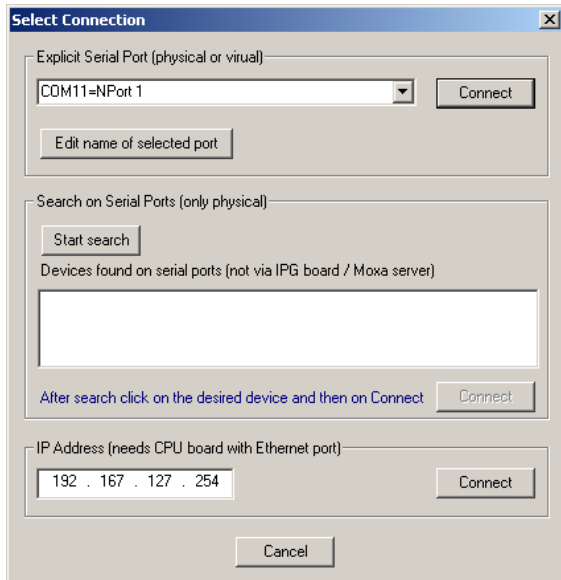 Select Connection
Explicit Serial Port (physical or virual)
COM11=NPort 1
Connect
Edit name of selected port
Search on Serial Ports (only physical)
Start search
Devices found on serial ports (not via IPG board / Moxa server)
After search click on the desired device and then on Connect
Connect
IP Address (needs CPU board with Ethernet port)
192 . 167 . 127 . 254
Connect
Cancel